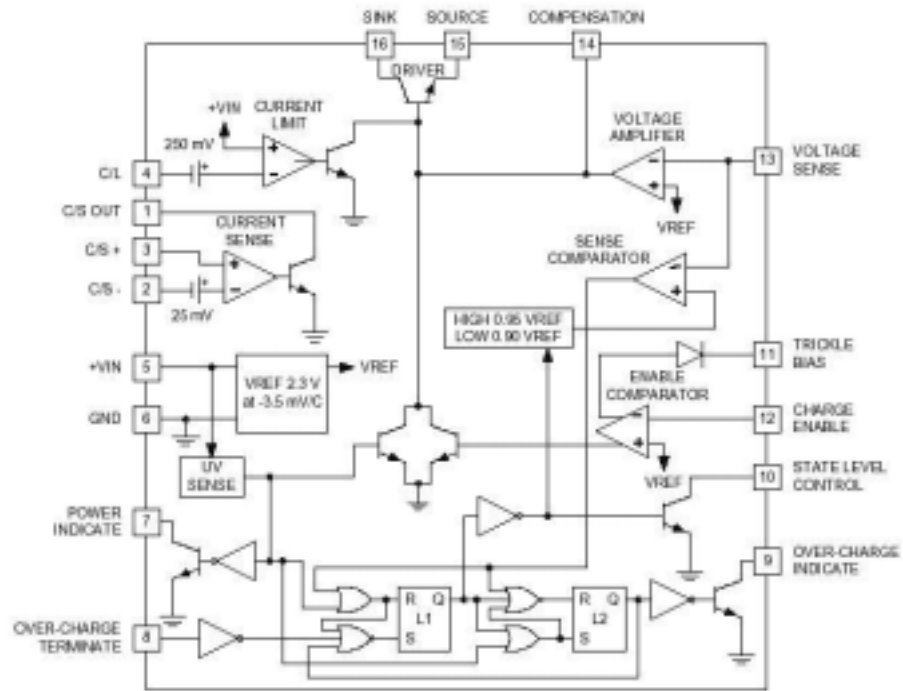 SINK SOURCE COMPENSATION
16 15 14
DRIVER
+VIN
CURRENT
LIMIT
250 mV
+
-
C/L
4
VOLTAGE
AMPLIFIER
-
+
VREF
13
VOLTAGE
SENSE
C/S OUT
1
CURRENT
SENSE
C/S +
3
+
-
C/S -
2
25 mV
SENSE
COMPARATOR
-
+
HIGH 0.95 VREF
LOW 0.90 VREF
+VIN
5
VREF 2.3 V
at -3.5 mV/C
VREF
GND
6
UV
SENSE
11
TRICKLE
BIAS
ENABLE
COMPARATOR
-
+
VREF
12
CHARGE
ENABLE
10
STATE LEVEL
CONTROL
POWER
INDICATE
7
9
OVER-CHARGE
INDICATE
R Q
L1
S
R Q
L2
S
OVER-CHARGE
TERMINATE
8